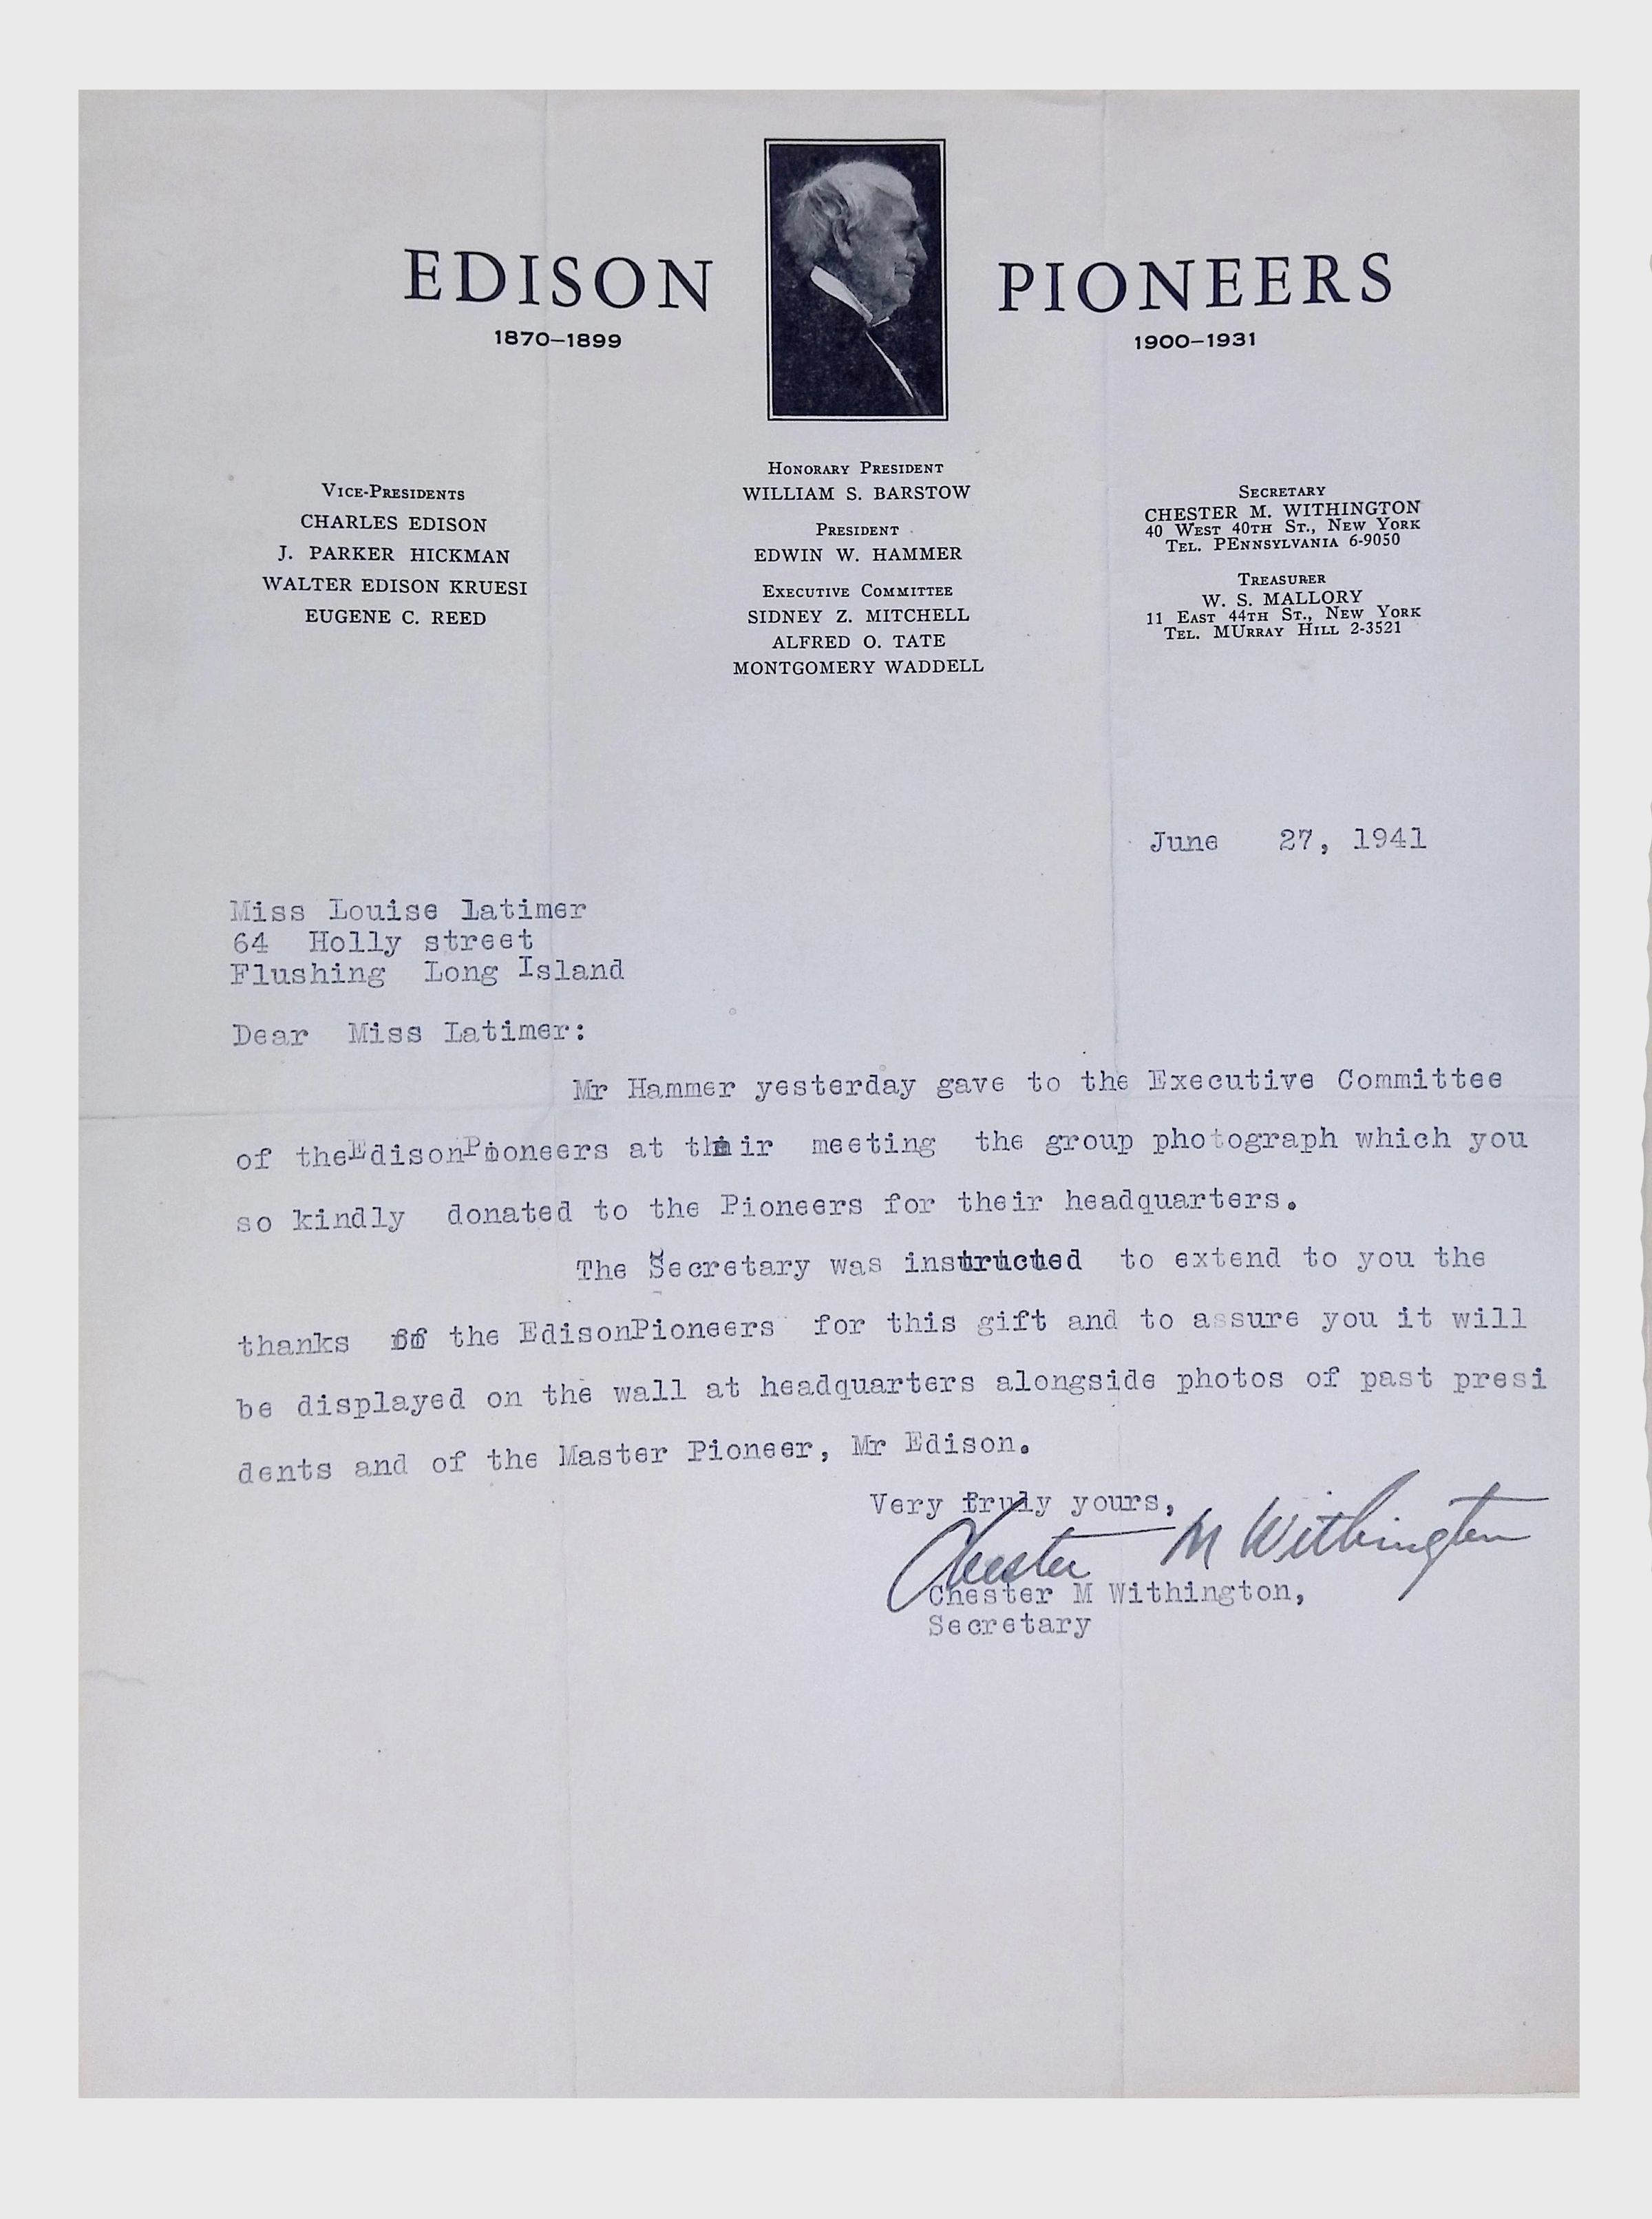 EDISON PIONEERS
1870–1899 1900–1931
Vice-Presidents
CHARLES EDISON
J. PARKER HICKMAN
WALTER EDISON KRUESI
EUGENE C. REED
Honorary President
WILLIAM S. BARSTOW
President
EDWIN W. HAMMER
Executive Committee
SIDNEY Z. MITCHELL
ALFRED O. TATE
MONTGOMERY WADDELL
Secretary
CHESTER M. WITHINGTON
40 West 40th St., New York
Tel. PEnnsylvania 6-9050
Treasurer
W. S. MALLORY
11 East 44th St., New York
Tel. MUrray Hill 2-3521
June 27, 1941
Miss Louise Latimer
64 Holly street
Flushing Long Island
Dear Miss Latimer:
Mr Hammer yesterday gave to the Executive Committee
of theEdisonPioneers at their meeting the group photograph which you
so kindly donated to the Pioneers for their headquarters.
The Secretary was instructed to extend to you the
thanks of the EdisonPioneers for this gift and to assure you it will
be displayed on the wall at headquarters alongside photos of past presi
dents and of the Master Pioneer, Mr Edison.
Very truly yours,
Chester M Withington
Chester M Withington,
Secretary